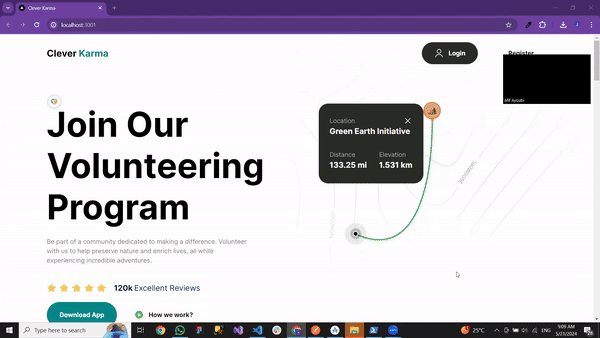 Clever Karma
localhost:3001
Clever Karma
Login
Register
Afif Ayoubi
Join Our
Volunteering
Program
Location
Green Earth Initiative
Distance
133.25 mi
Elevation
1.531 km
Be part of a community dedicated to making a difference. Volunteer
with us to help preserve nature and enrich lives, all while
experiencing incredible adventures.
120k Excellent Reviews
Download App
How we work?
Type here to search
25°C
ENG
9:09 AM
5/21/2024